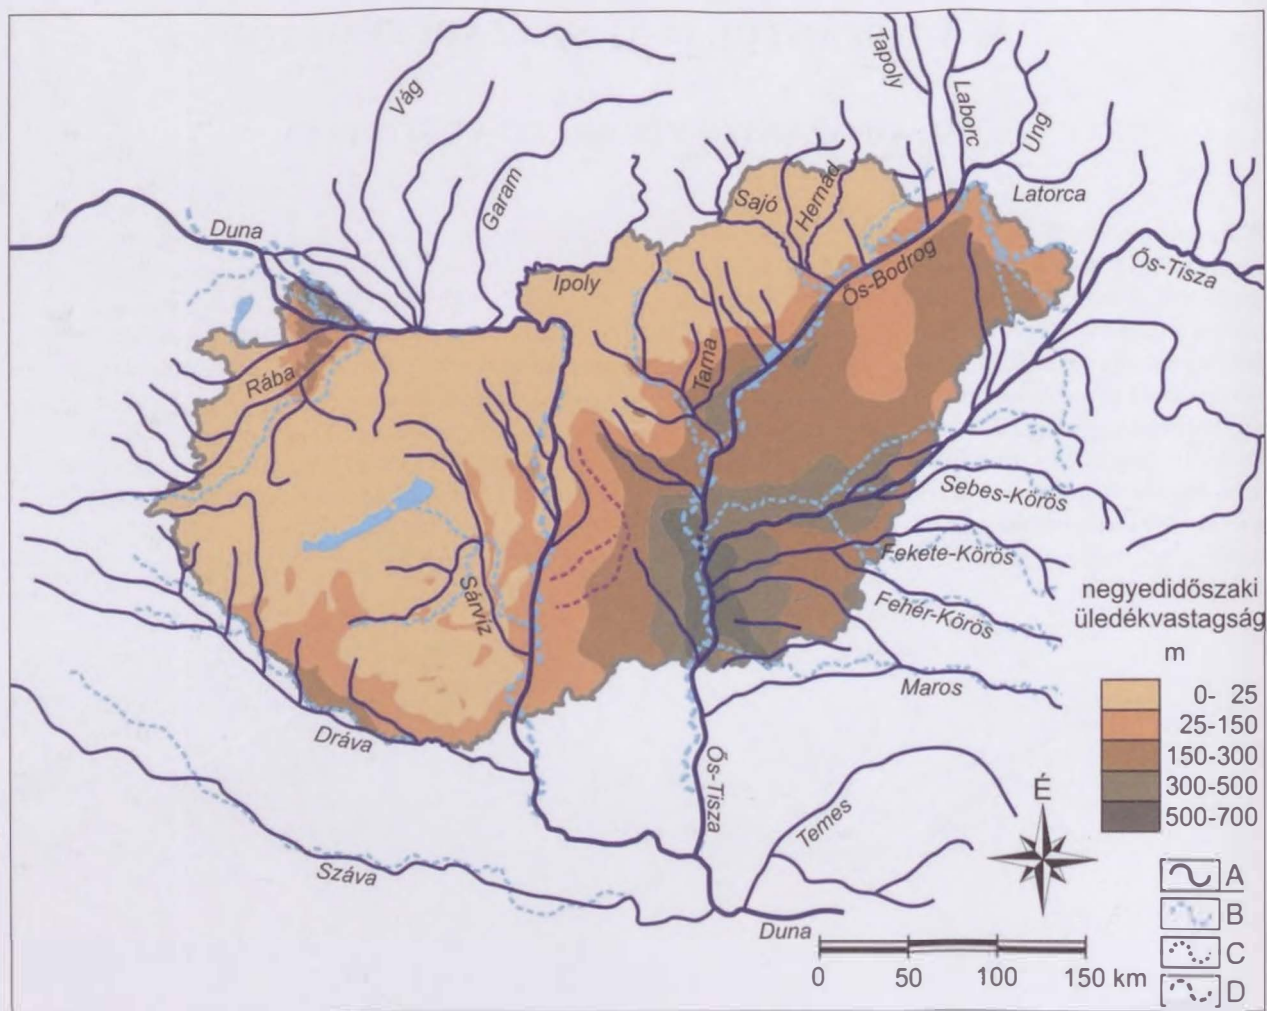 Vág
Tapoly
Laborc
Ung
Garam
Sajó
Hernád
Latorca
Duna
Ipoly
Ős-Bodrog
Ős-Tisza
Rába
Tarna
Sebes-Körös
Fekete-Körös
Sárvíz
Fehér-Körös
Maros
Dráva
Ős-Tisza
Temes
Száva
Duna
negyedidőszaki
üledékvastagság
m
0- 25
25-150
150-300
300-500
500-700
É
A
B
C
D
0 50 100 150 km